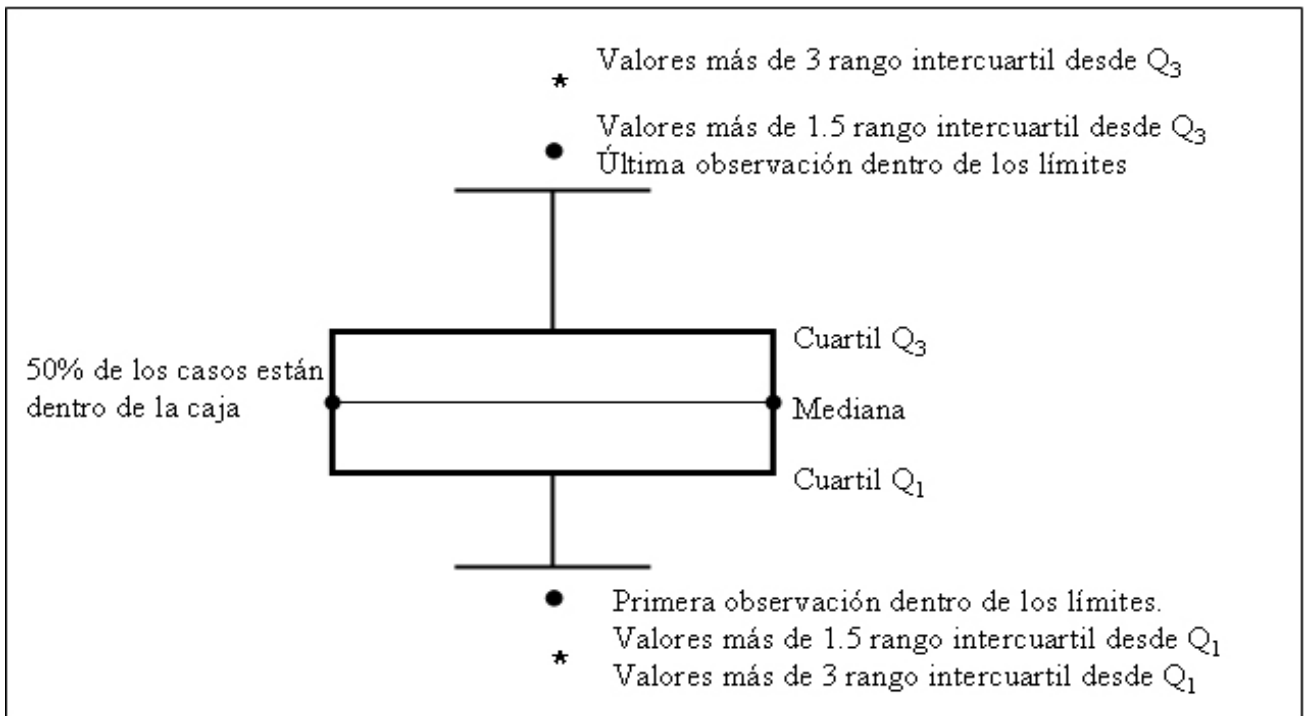 Valores más de 3 rango intercuartil desde Q3
Valores más de 1.5 rango intercuartil desde Q3
Última observación dentro de los límites
Cuartil Q3
50% de los casos están
dentro de la caja
Mediana
Cuartil Q1
Primera observación dentro de los límites.
Valores más de 1.5 rango intercuartil desde Q1
Valores más de 3 rango intercuartil desde Q1